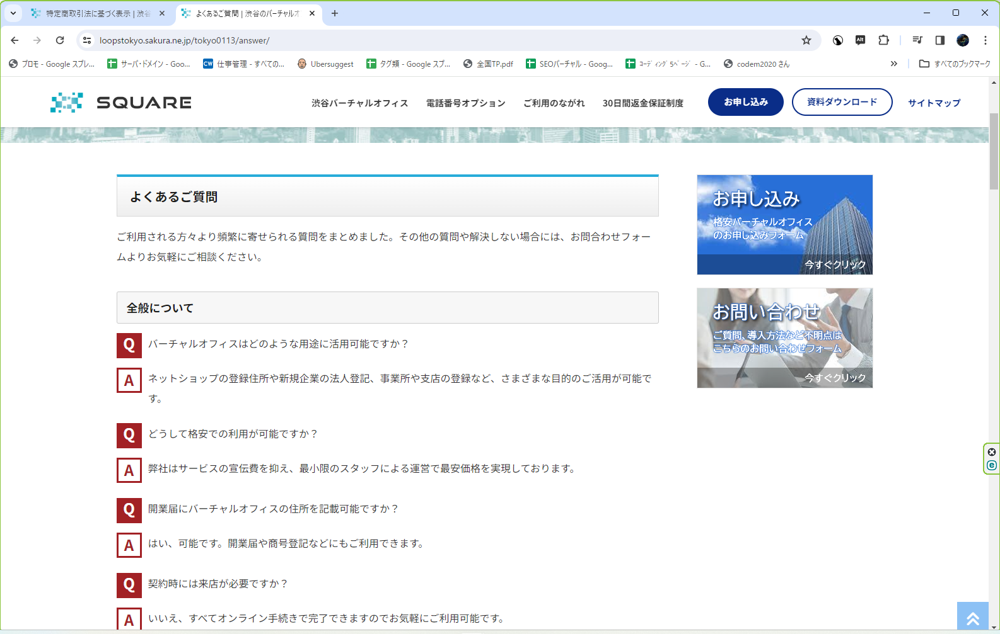 特定商取引法に基づく表示 | 渋谷
よくあるご質問 | 渋谷のバーチャルオ
loopstokyo.sakura.ne.jp/tokyo0113/answer/
プロモ - Google スプレ...
サーバ・ドメイン - Goo...
CW 仕事管理 - すべての...
Ubersuggest
タグ類 - Google スプ...
全国TP.pdf
SEOバーチャル - Goog...
ｺｰﾃﾞｨﾝｸﾞ 5ﾍﾟｰｼﾞ - G...
codem2020 さん
すべてのブックマーク
SQUARE
渋谷バーチャルオフィス
電話番号オプション
ご利用のながれ
30日間返金保証制度
お申し込み
資料ダウンロード
サイトマップ
よくあるご質問
ご利用される方々より頻繁に寄せられる質問をまとめました。その他の質問や解決しない場合には、お問合わせフォー
ムよりお気軽にご相談ください。
全般について
Q バーチャルオフィスはどのような用途に活用可能ですか？
A ネットショップの登録住所や新規企業の法人登記、事業所や支店の登録など、さまざまな目的のご活用が可能で
す。
Q どうして格安での利用が可能ですか？
A 弊社はサービスの宣伝費を抑え、最小限のスタッフによる運営で最安価格を実現しております。
Q 開業届にバーチャルオフィスの住所を記載可能ですか？
A はい、可能です。開業届や商号登記などにもご利用できます。
Q 契約時には来店が必要ですか？
A いいえ、すべてオンライン手続きで完了できますのでお気軽にご利用可能です。
お申し込み
格安バーチャルオフィス
のお申し込みフォーム
今すぐクリック
お問い合わせ
ご質問、導入方法など不明点は
こちらのお問い合わせフォーム
今すぐクリック